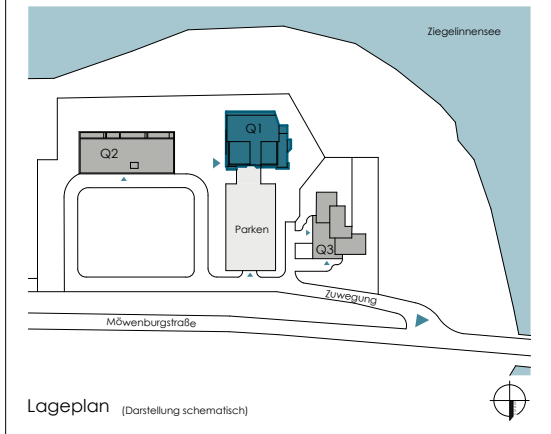 Ziegelinnensee
Q1
Q2
Parken
Q3
Zuwegung
Möwenburgstraße
Lageplan (Darstellung schematisch)